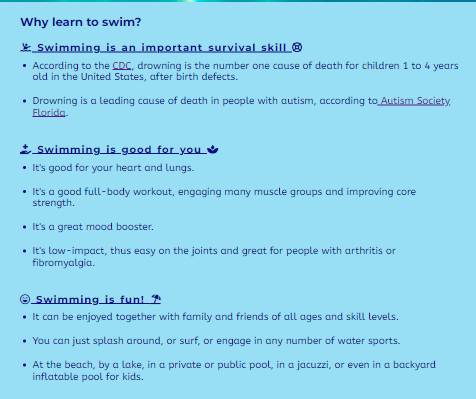 Why learn to swim?
Swimming is an important survival skill
According to the CDC, drowning is the number one cause of death for children 1 to 4 years
old in the United States, after birth defects.
Drowning is a leading cause of death in people with autism, according to Autism Society
Florida.
Swimming is good for you
It's good for your heart and lungs.
It's a good full-body workout, engaging many muscle groups and improving core
strength.
It's a great mood booster.
It's low-impact, thus easy on the joints and great for people with arthritis or
fibromyalgia.
Swimming is fun!
It can be enjoyed together with family and friends of all ages and skill levels.
You can just splash around, or surf, or engage in any number of water sports.
At the beach, by a lake, in a private or public pool, in a jacuzzi, or even in a backyard
inflatable pool for kids.